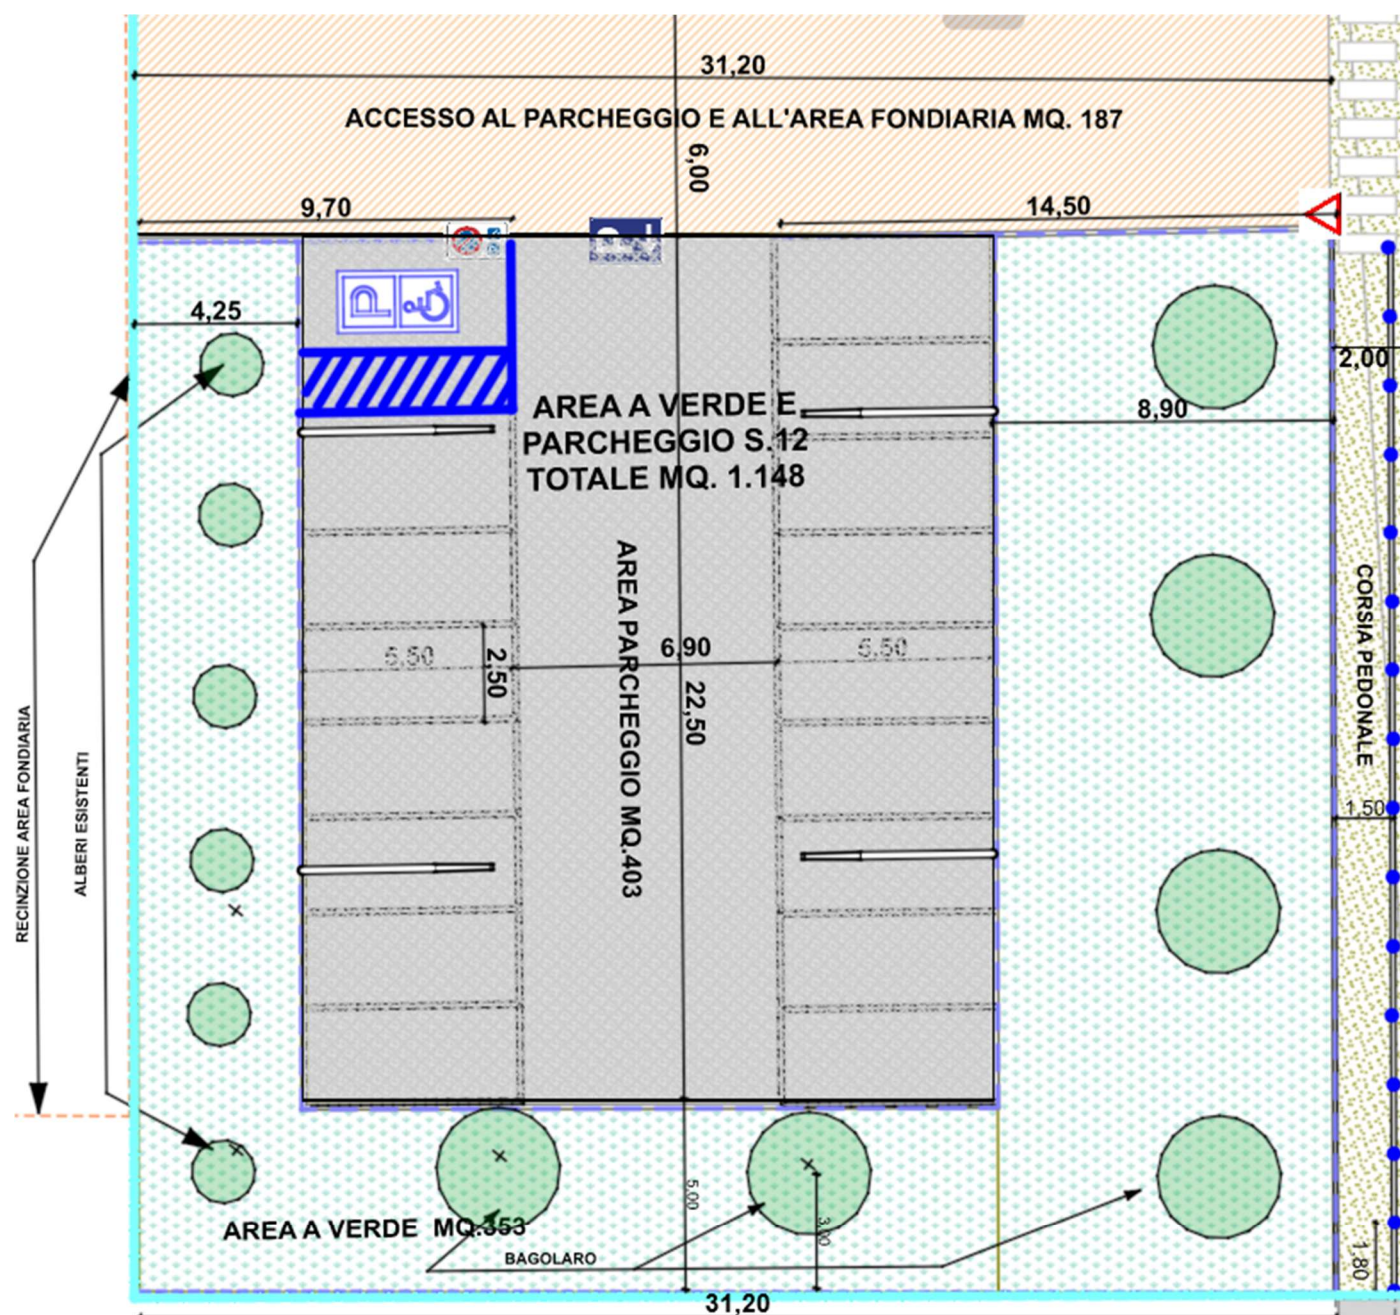 31,20
ACCESSO AL PARCHEGGIO E ALL'AREA FONDIARIA MQ. 187
6,00
9,70
14,50
P
4,25
2,00
8,90
AREA A VERDE E
PARCHEGGIO S.12
TOTALE MQ. 1.148
AREA PARCHEGGIO MQ.403
CORSIA PEDONALE
5,50
2,50
6,90
5,50
22,50
RECINZIONE AREA FONDIARIA
ALBERI ESISTENTI
1,50
5,00
3,00
AREA A VERDE MQ.353
BAGOLARO
1,80
31,20